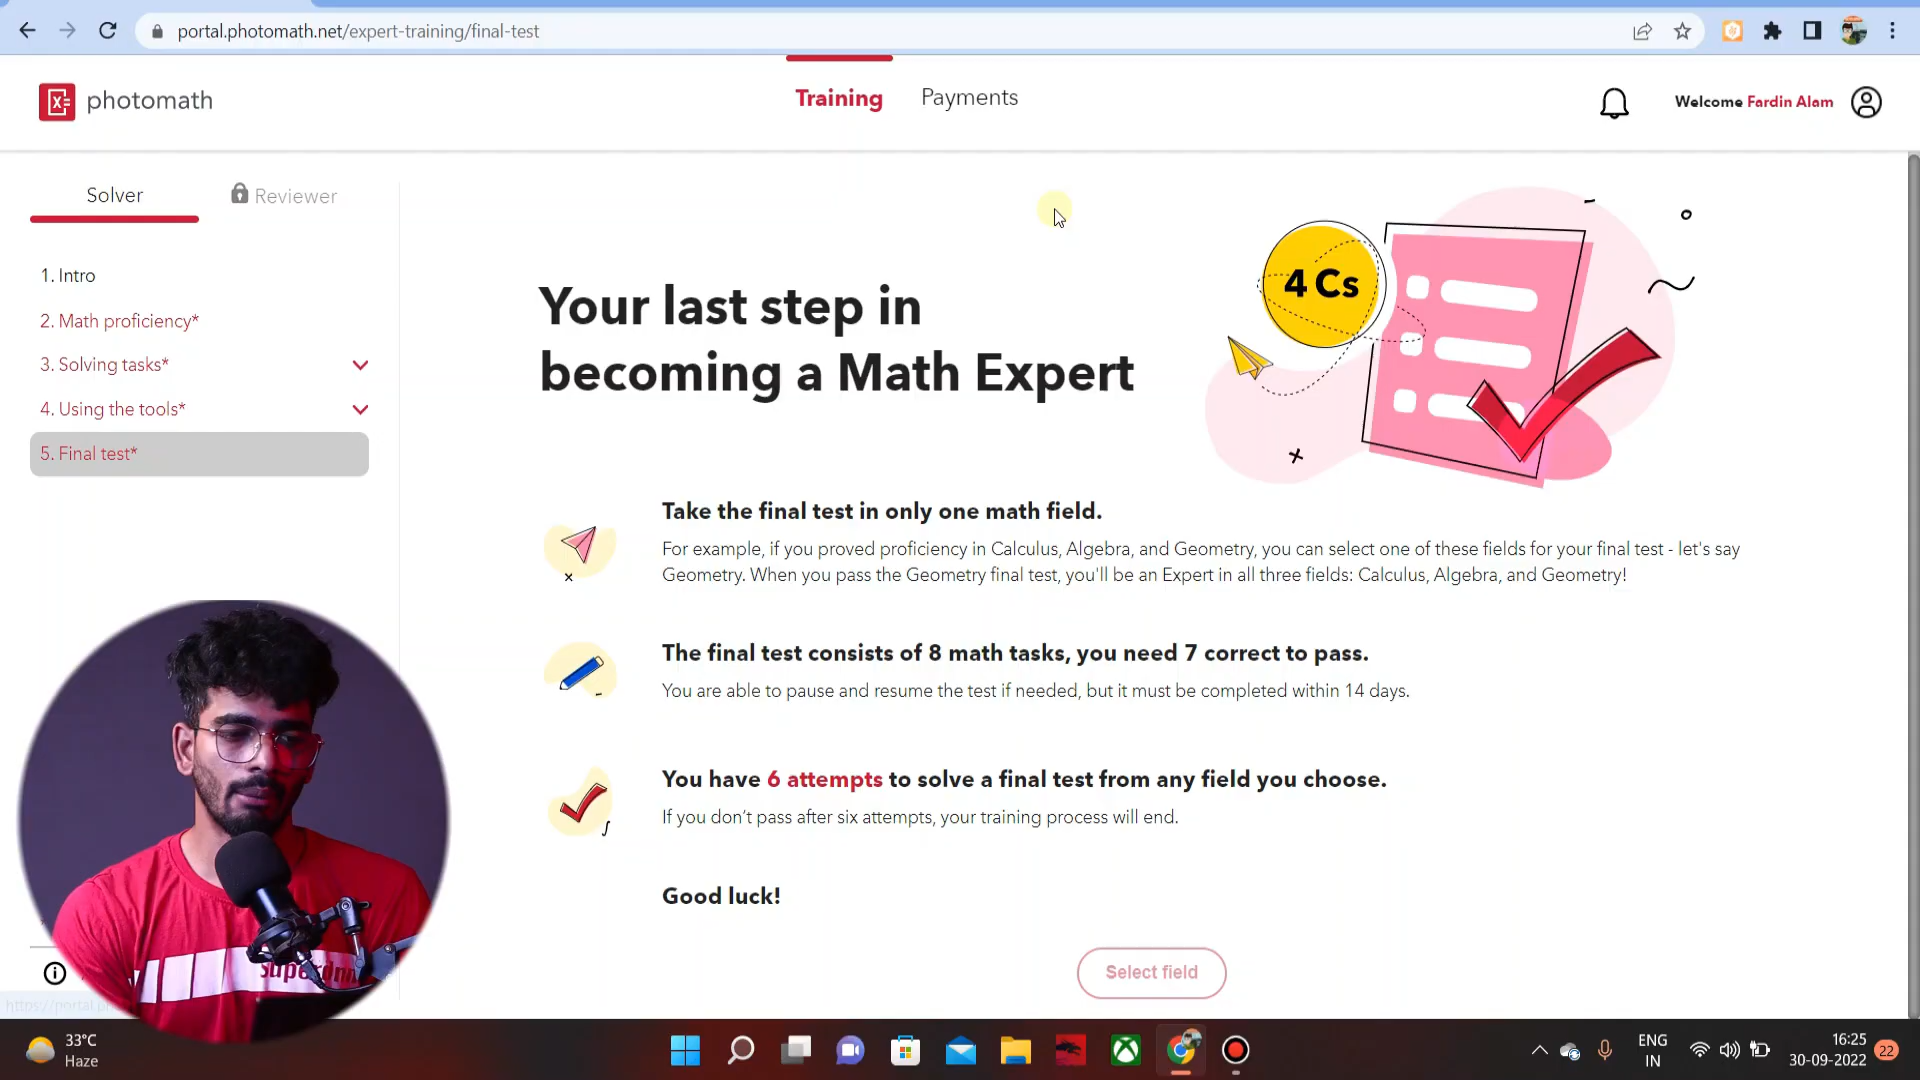 portal.photomath.net/expert-training/final-test
photomath
Training
Payments
Welcome Fardin Alam
Solver
Reviewer
1. Intro
2. Math proficiency*
3. Solving tasks*
4. Using the tools*
5. Final test*
4 Cs
Your last step in
becoming a Math Expert
Take the final test in only one math field.
For example, if you proved proficiency in Calculus, Algebra, and Geometry, you can select one of these fields for your final test - let's say
Geometry. When you pass the Geometry final test, you'll be an Expert in all three fields: Calculus, Algebra, and Geometry!
The final test consists of 8 math tasks, you need 7 correct to pass.
You are able to pause and resume the test if needed, but it must be completed within 14 days.
You have 6 attempts to solve a final test from any field you choose.
If you don't pass after six attempts, your training process will end.
Good luck!
Select field
33°C
Haze
ENG
IN
16:25
30-09-2022
22